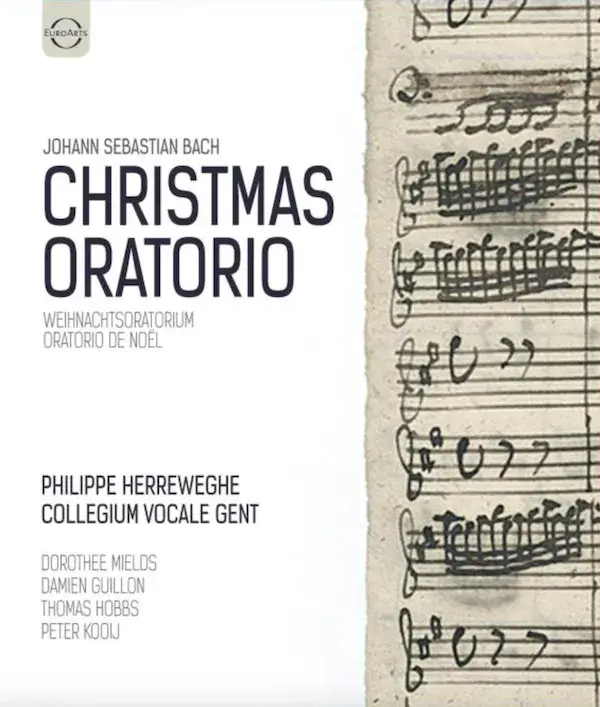 EUROARTS
JOHANN SEBASTIAN BACH
CHRISTMAS
ORATORIO
WEIHNACHTSORATORIUM
ORATORIO DE NOËL
PHILIPPE HERREWEGHE
COLLEGIUM VOCALE GENT
DOROTHEE MIELDS
DAMIEN GUILLON
THOMAS HOBBS
PETER KOOIJ